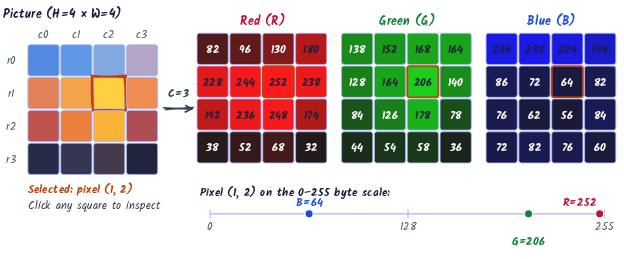 Picture (H=4 x W=4)
c0 c1 c2 c3
r0
r1
r2
r3
Selected: pixel (1, 2)
Click any square to inspect
C=3
Red (R)
82 96 130 180
228 244 252 238
192 236 248 174
38 52 68 32
Green (G)
138 152 168 164
128 164 206 140
84 126 178 78
44 54 58 36
Blue (B)
226 232 224 198
86 72 64 82
76 62 56 84
72 82 76 60
Pixel (1, 2) on the 0-255 byte scale:
B=64 R=252
0 128 255
G=206